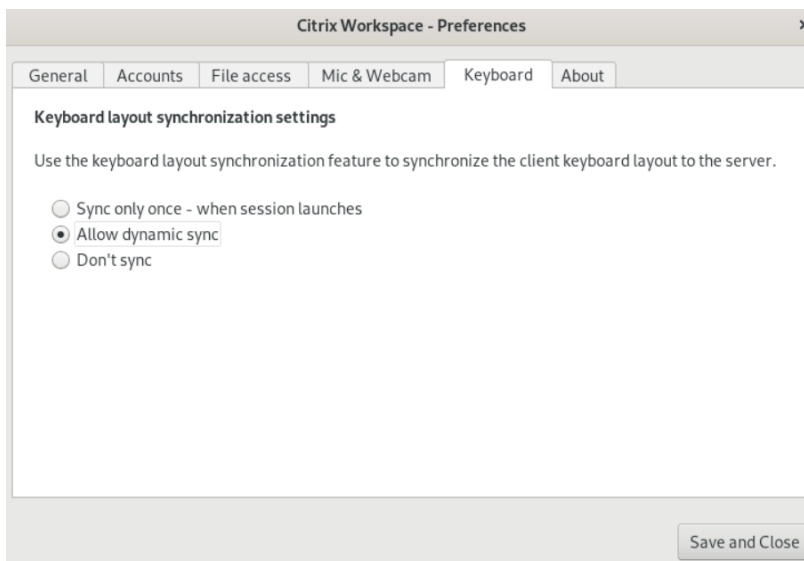 Citrix Workspace - Preferences
General Accounts File access Mic & Webcam Keyboard About
Keyboard layout synchronization settings
Use the keyboard layout synchronization feature to synchronize the client keyboard layout to the server.
Sync only once - when session launches
Allow dynamic sync
Don't sync
Save and Close